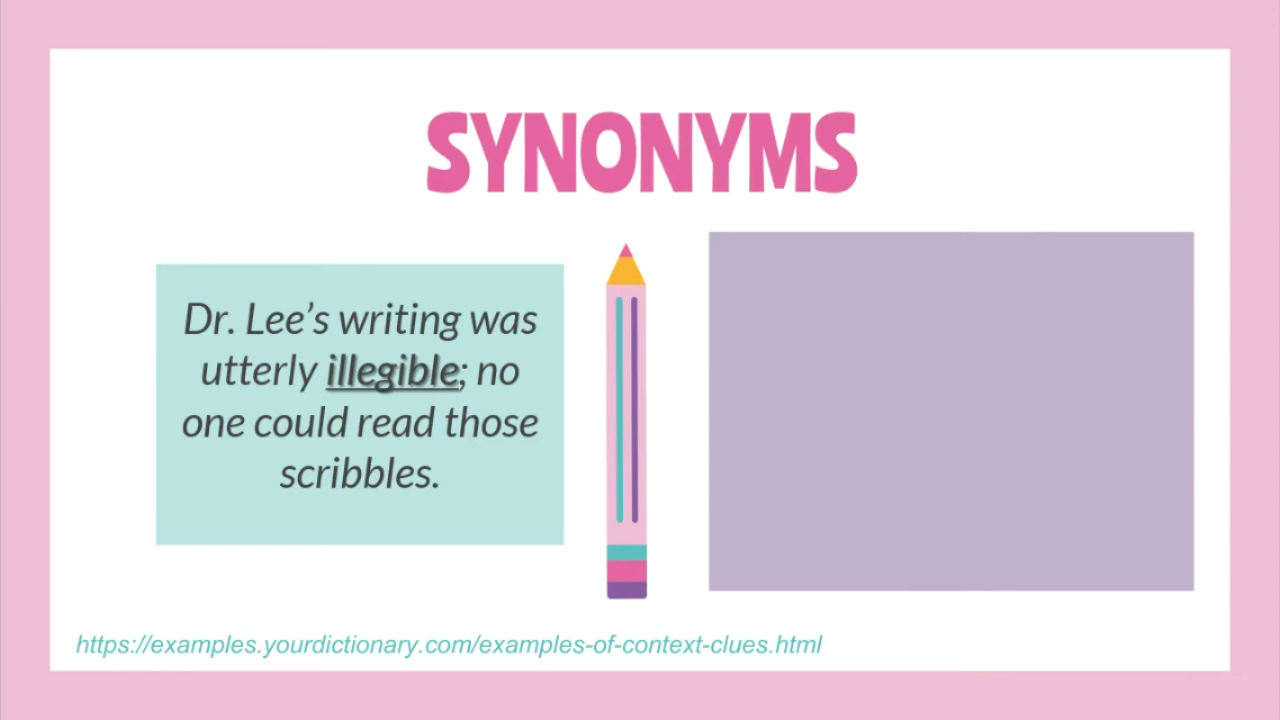 SYNONYMS
Dr. Lee’s writing was
utterly illegible; no
one could read those
scribbles.
https://examples.yourdictionary.com/examples-of-context-clues.html